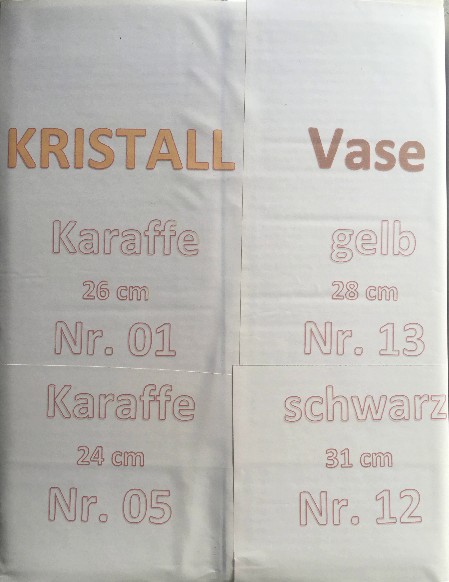 KRISTALL Vase
Karaffe gelb
26 cm 28 cm
Nr. 01 Nr. 13
Karaffe schwarz
24 cm 31 cm
Nr. 05 Nr. 12